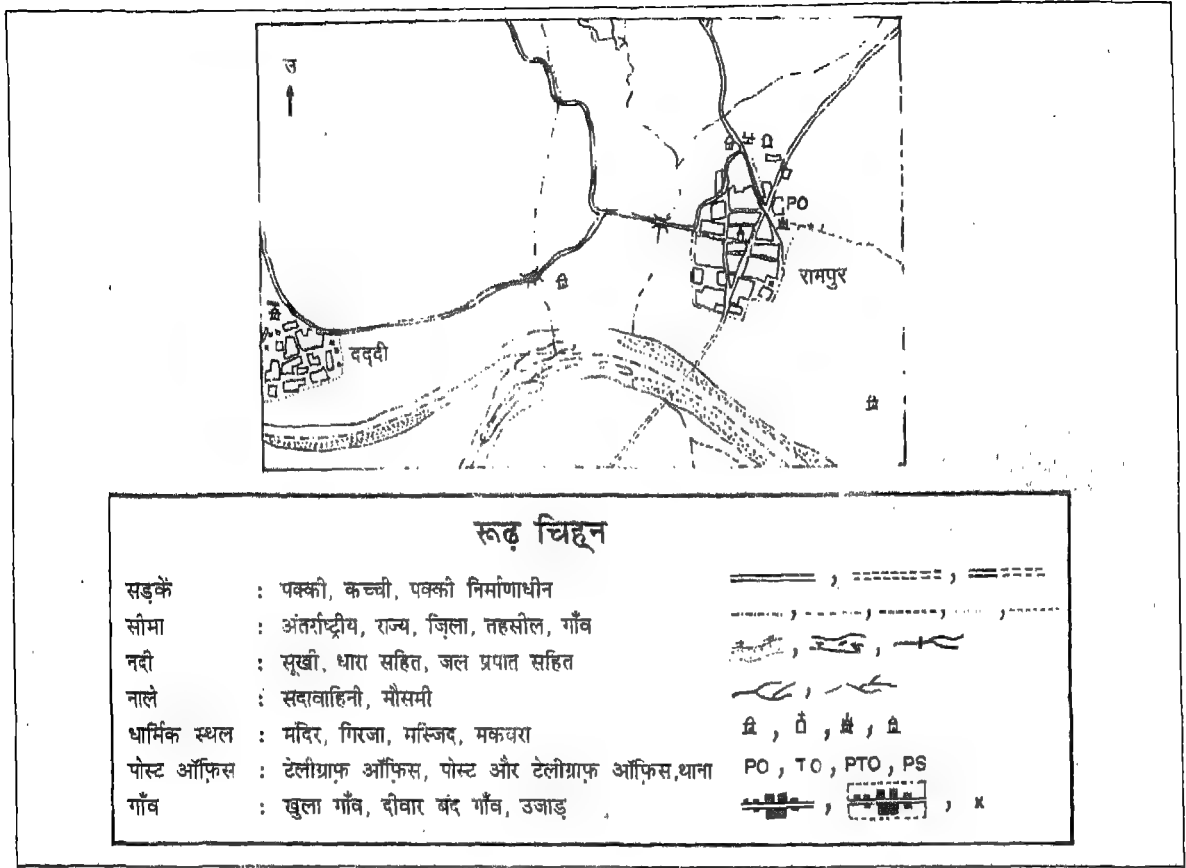 उ
PO
रामपुर
दद्दी
रूढ़ चिह्न
सड़कें : पक्की, कच्ची, पक्की निर्माणाधीन
सीमा : अंतर्राष्ट्रीय, राज्य, ज़िला, तहसील, गाँव
नदी : सूखी, धारा सहित, जल प्रपात सहित
नाले : सदावाहिनी, मौसमी
धार्मिक स्थल : मंदिर, गिरजा, मस्जिद, मकबरा
पोस्ट ऑफ़िस : टेलीग्राफ़ ऑफ़िस, पोस्ट और टेलीग्राफ़ ऑफ़िस,थाना PO , TO , PTO , PS
गाँव : खुला गाँव, दीवार बंद गाँव, उजाड़ x